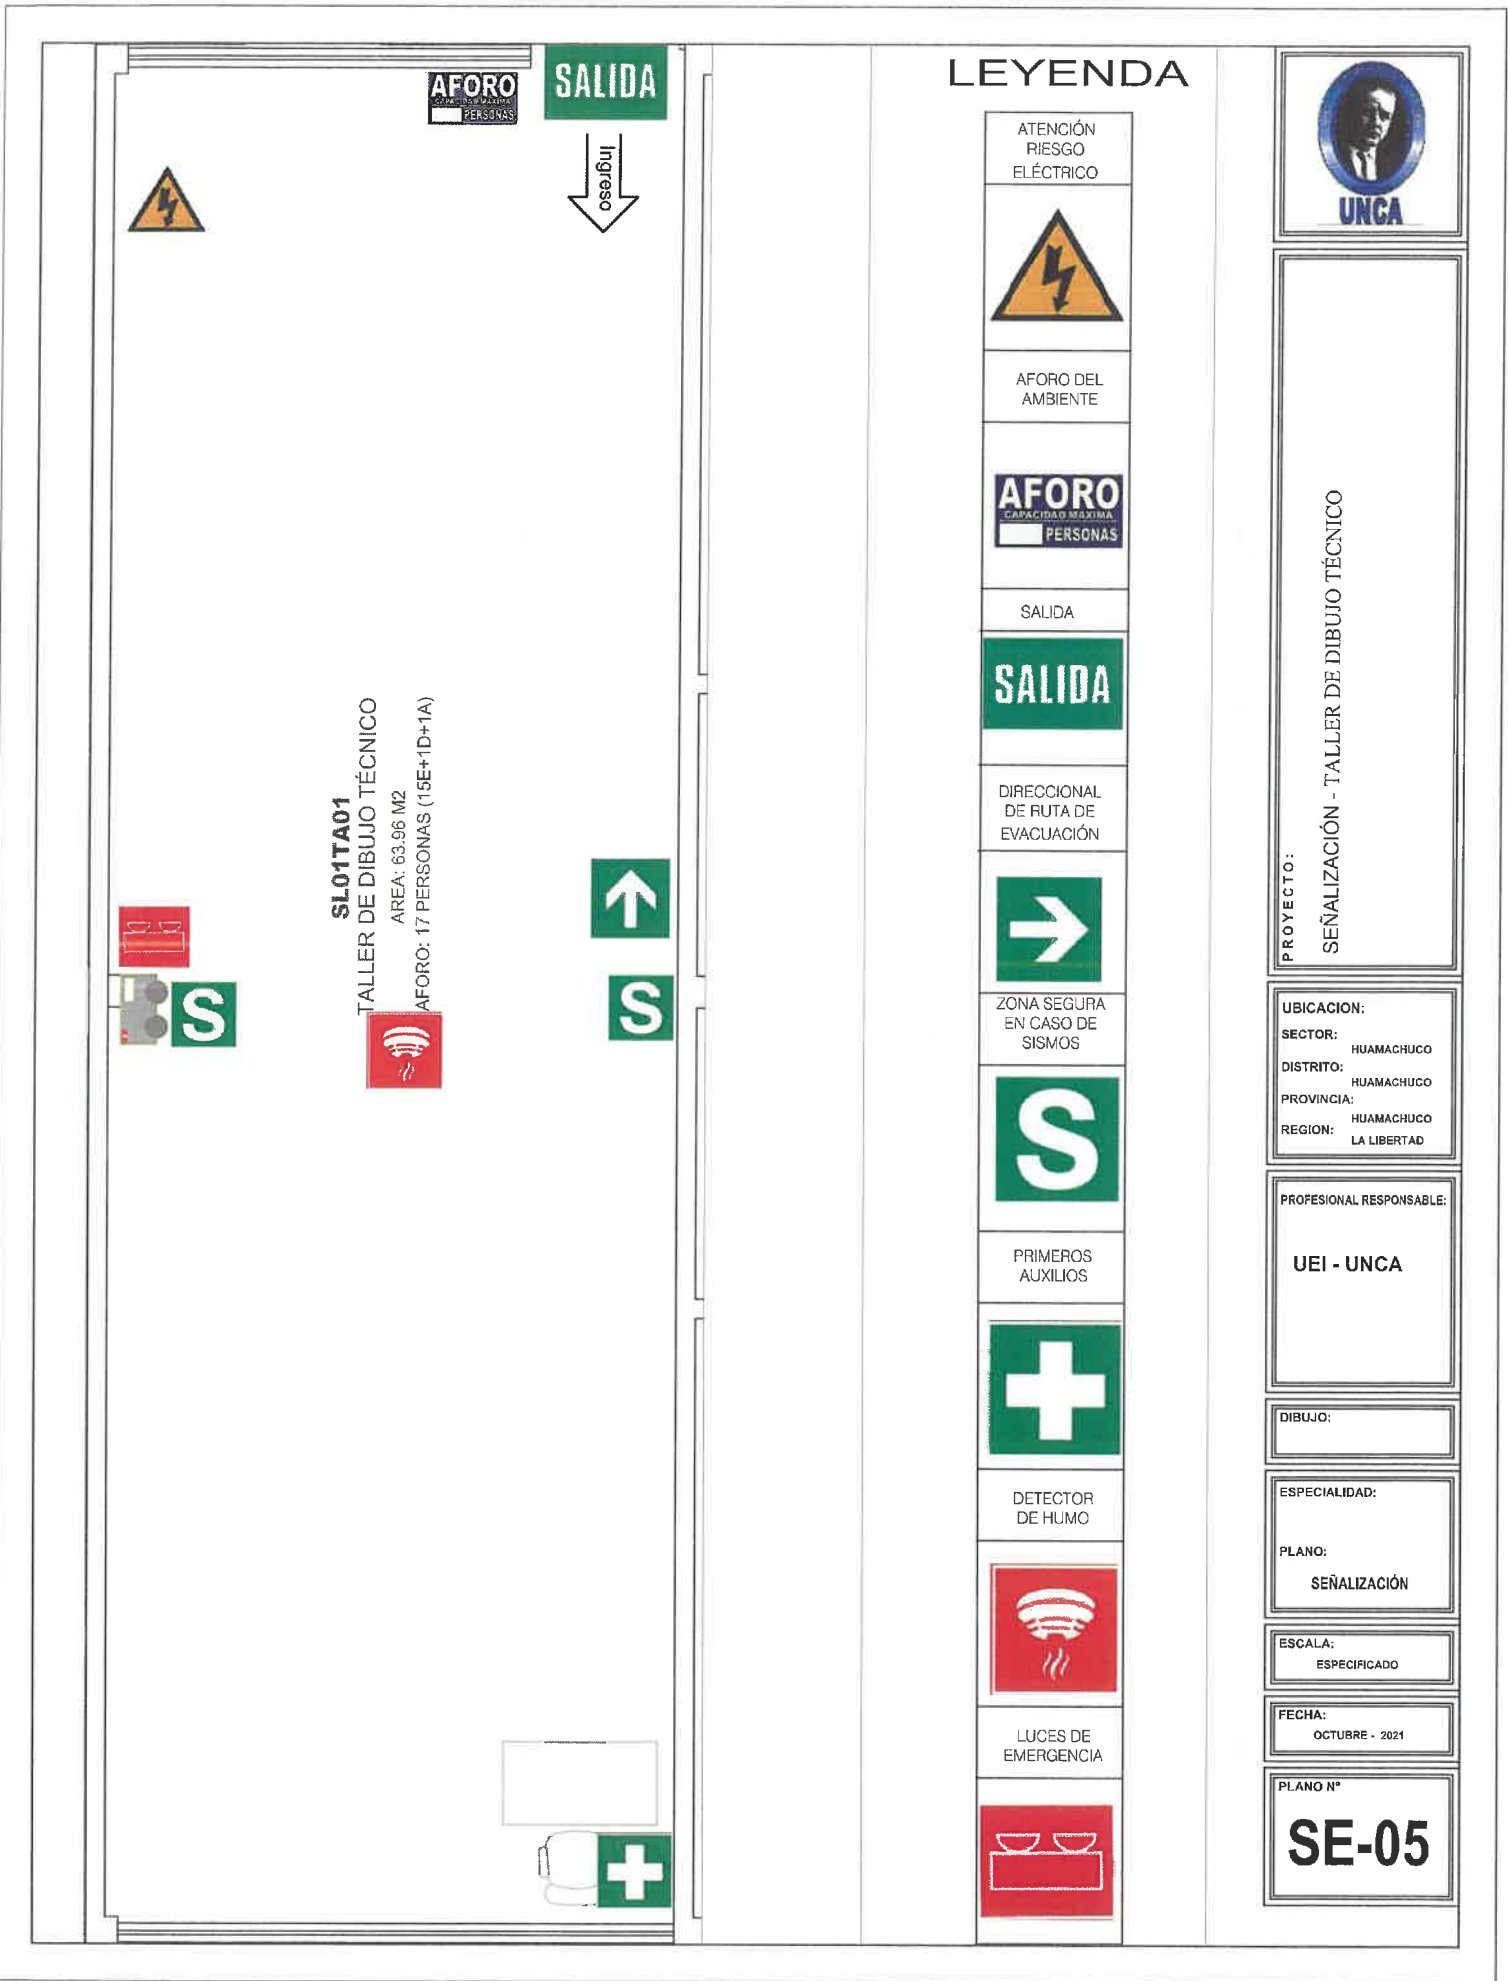 AFORO
CAPACIDAD MAXIMA
PERSONAS
SALIDA
Ingreso
SL01TA01
TALLER DE DIBUJO TÉCNICO
AREA: 63.96 M2
AFORO: 17 PERSONAS (15E+1D+1A)
S
S
LEYENDA
ATENCIÓN
RIESGO
ELÉCTRICO
AFORO DEL
AMBIENTE
AFORO
CAPACIDAD MAXIMA
PERSONAS
SALIDA
SALIDA
DIRECCIONAL
DE RUTA DE
EVACUACIÓN
ZONA SEGURA
EN CASO DE
SISMOS
S
PRIMEROS
AUXILIOS
DETECTOR
DE HUMO
LUCES DE
EMERGENCIA
UNCA
PROYECTO:
SEÑALIZACIÓN - TALLER DE DIBUJO TÉCNICO
UBICACION:
SECTOR:
HUAMACHUCO
DISTRITO:
HUAMACHUCO
PROVINCIA:
HUAMACHUCO
REGION:
LA LIBERTAD
PROFESIONAL RESPONSABLE:
UEI - UNCA
DIBUJO:
ESPECIALIDAD:
PLANO:
SEÑALIZACIÓN
ESCALA:
ESPECIFICADO
FECHA:
OCTUBRE - 2021
PLANO Nº
SE-05